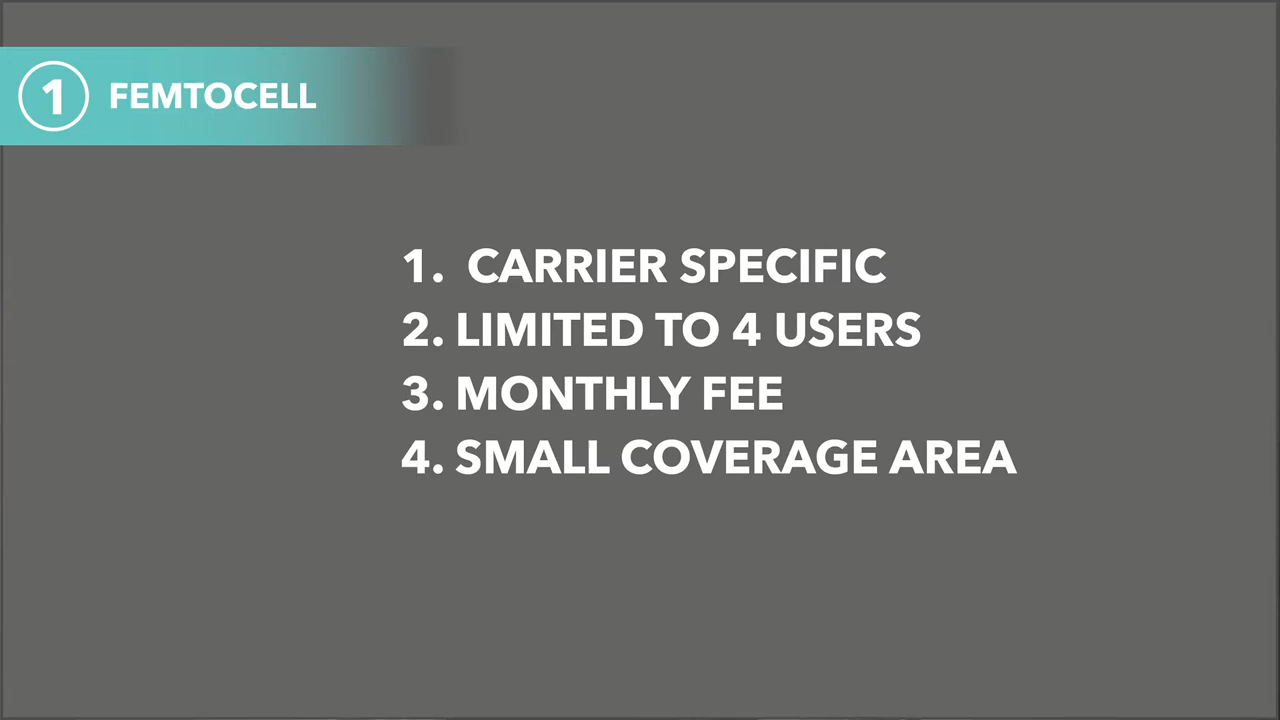 1 FEMTOCELL
1. CARRIER SPECIFIC
2. LIMITED TO 4 USERS
3. MONTHLY FEE
4. SMALL COVERAGE AREA